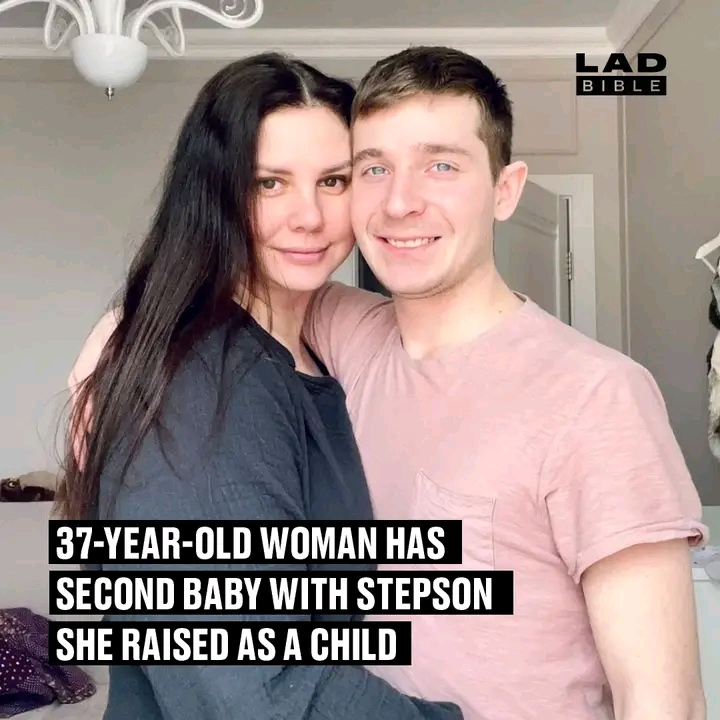 LAD
BIBLE
37-YEAR-OLD WOMAN HAS
SECOND BABY WITH STEPSON
SHE RAISED AS A CHILD